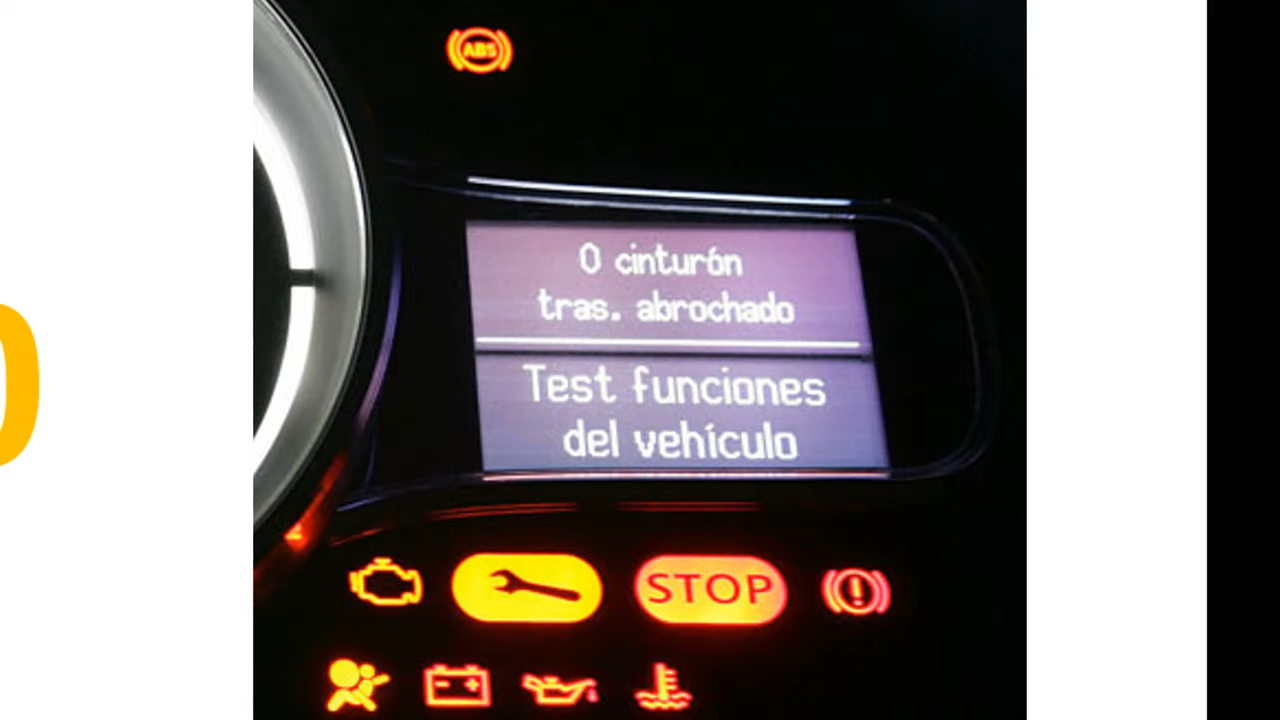 ABS
0 cinturón
tras. abrochado
Test funciones
del vehículo
STOP